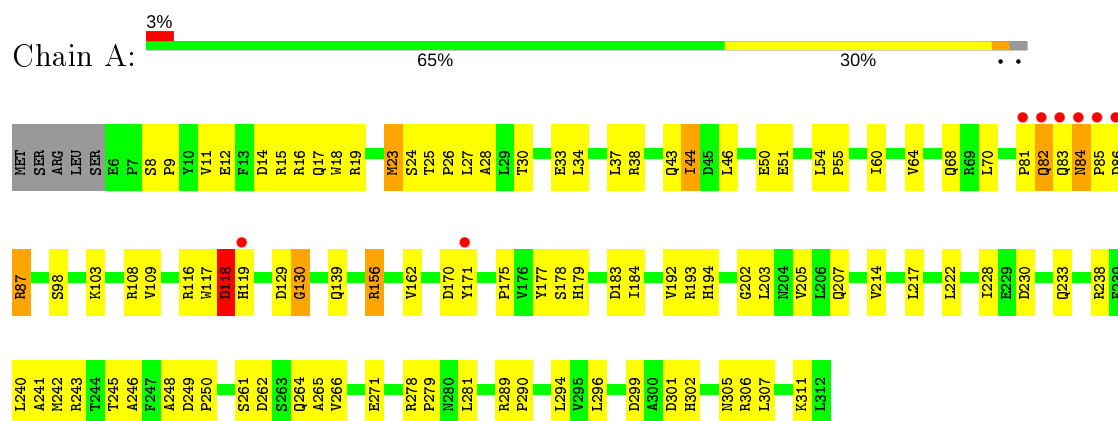 3%
Chain A:
65% 30% • •
MET SER ARG LEU SER E6 P7 S8 P9 Y10 V11 E12 F13 D14 R15 R16 Q17 W18 R19 M23 S24 T25 P26 L27 A28 L29 T30 E33 L34 L37 R38 Q43 I44 D45 L46 E50 E51 L54 P55 I60 V64 Q68 R69 L70 P81 Q82 Q83 N84 P85 D86
R87 S98 K103 R108 V109 R116 W117 D118 H119 D129 G130 Q139 R156 V162 D170 Y171 P175 V176 Y177 S178 H179 D183 I184 V192 R193 H194 G202 L203 N204 V205 L206 Q207 V214 L217 L222 I228 E229 D230 Q233 R238 E239
L240 A241 M242 R243 T244 T245 A246 F247 A248 D249 P250 S261 D262 S263 Q264 A265 V266 E271 R278 P279 N280 L281 R289 P290 L294 V295 L296 D299 A300 D301 H302 N305 R306 L307 K311 L312